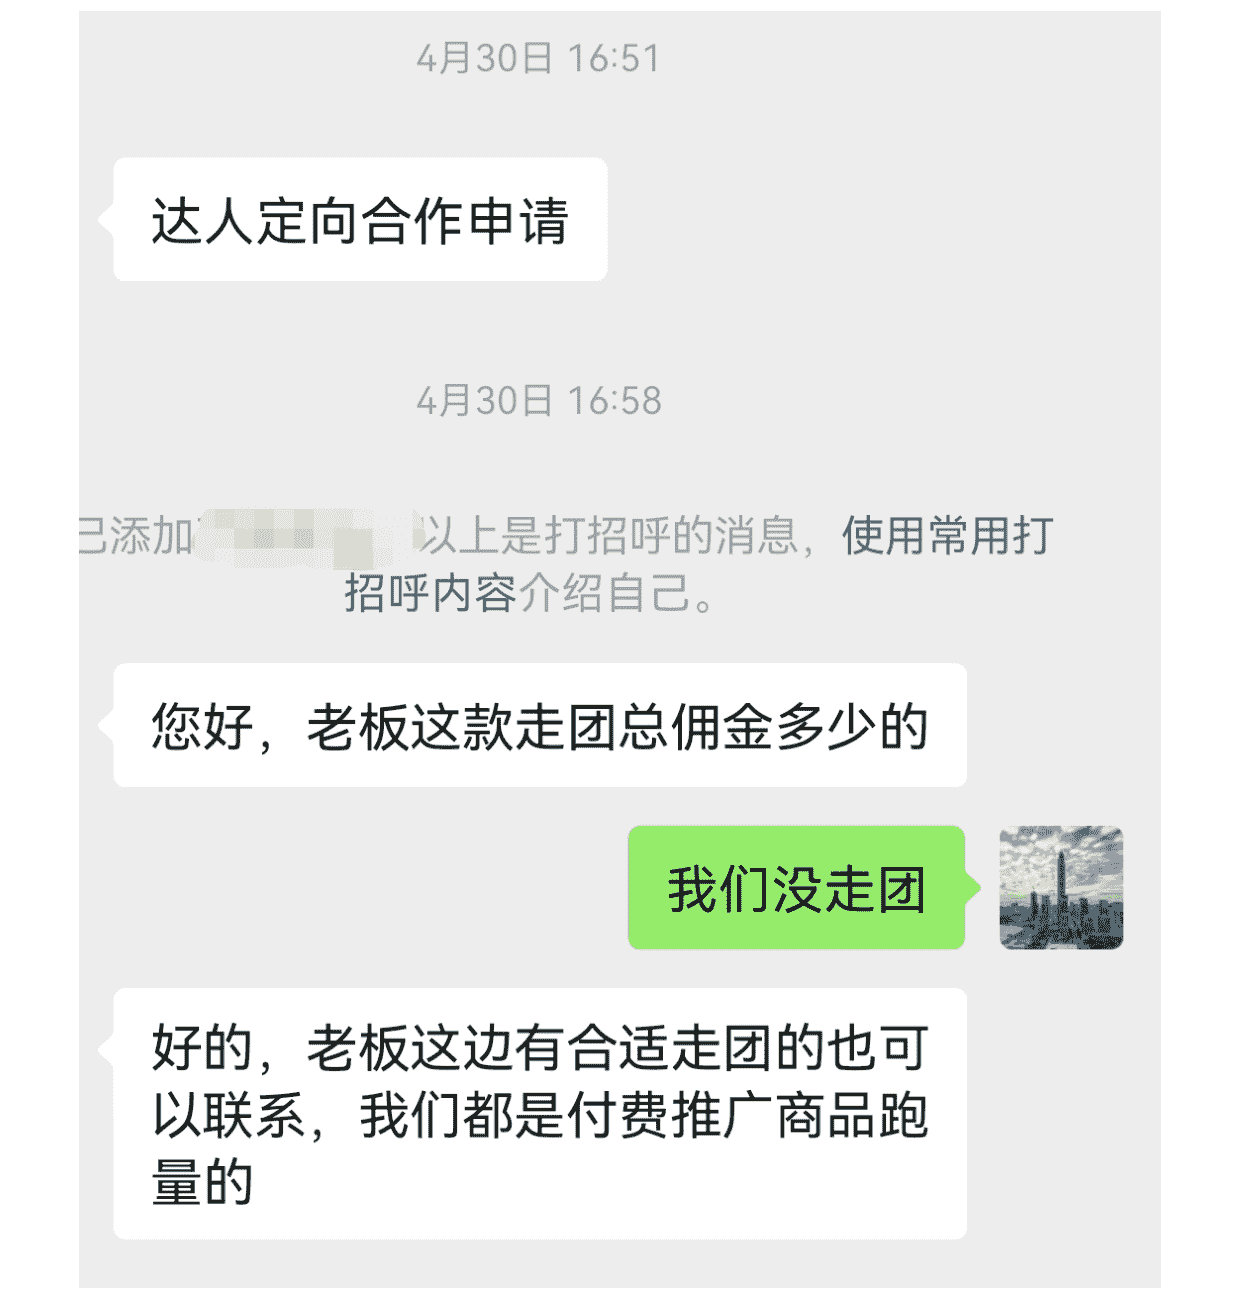 4月30日 16:51
达人定向合作申请
4月30日 16:58
已添加 以上是打招呼的消息，使用常用打
招呼内容介绍自己。
您好，老板这款走团总佣金多少的
我们没走团
好的，老板这边有合适走团的也可
以联系，我们都是付费推广商品跑
量的